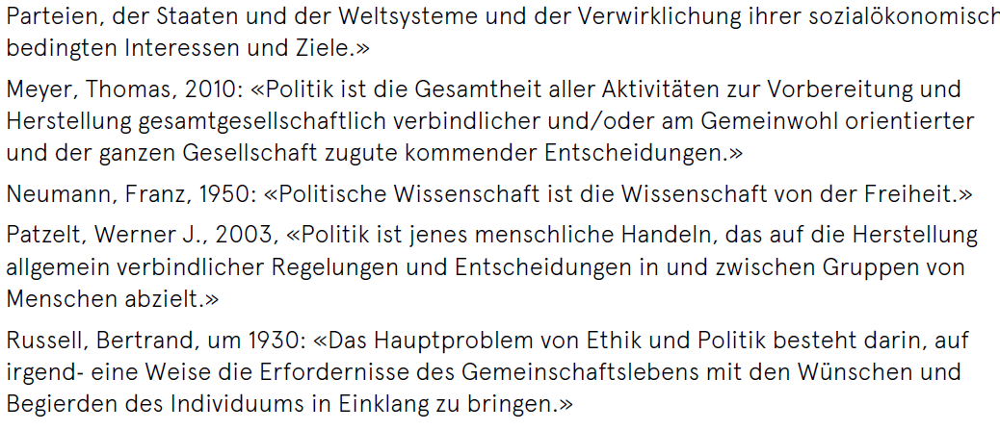 Parteien, der Staaten und der Weltsysteme und der Verwirklichung ihrer sozialökonomisch
bedingten Interessen und Ziele.»
Meyer, Thomas, 2010: «Politik ist die Gesamtheit aller Aktivitäten zur Vorbereitung und
Herstellung gesamtgesellschaftlich verbindlicher und/oder am Gemeinwohl orientierter
und der ganzen Gesellschaft zugute kommender Entscheidungen.»
Neumann, Franz, 1950: «Politische Wissenschaft ist die Wissenschaft von der Freiheit.»
Patzelt, Werner J., 2003, «Politik ist jenes menschliche Handeln, das auf die Herstellung
allgemein verbindlicher Regelungen und Entscheidungen in und zwischen Gruppen von
Menschen abzielt.»
Russell, Bertrand, um 1930: «Das Hauptproblem von Ethik und Politik besteht darin, auf
irgend- eine Weise die Erfordernisse des Gemeinschaftslebens mit den Wünschen und
Begierden des Individuums in Einklang zu bringen.»